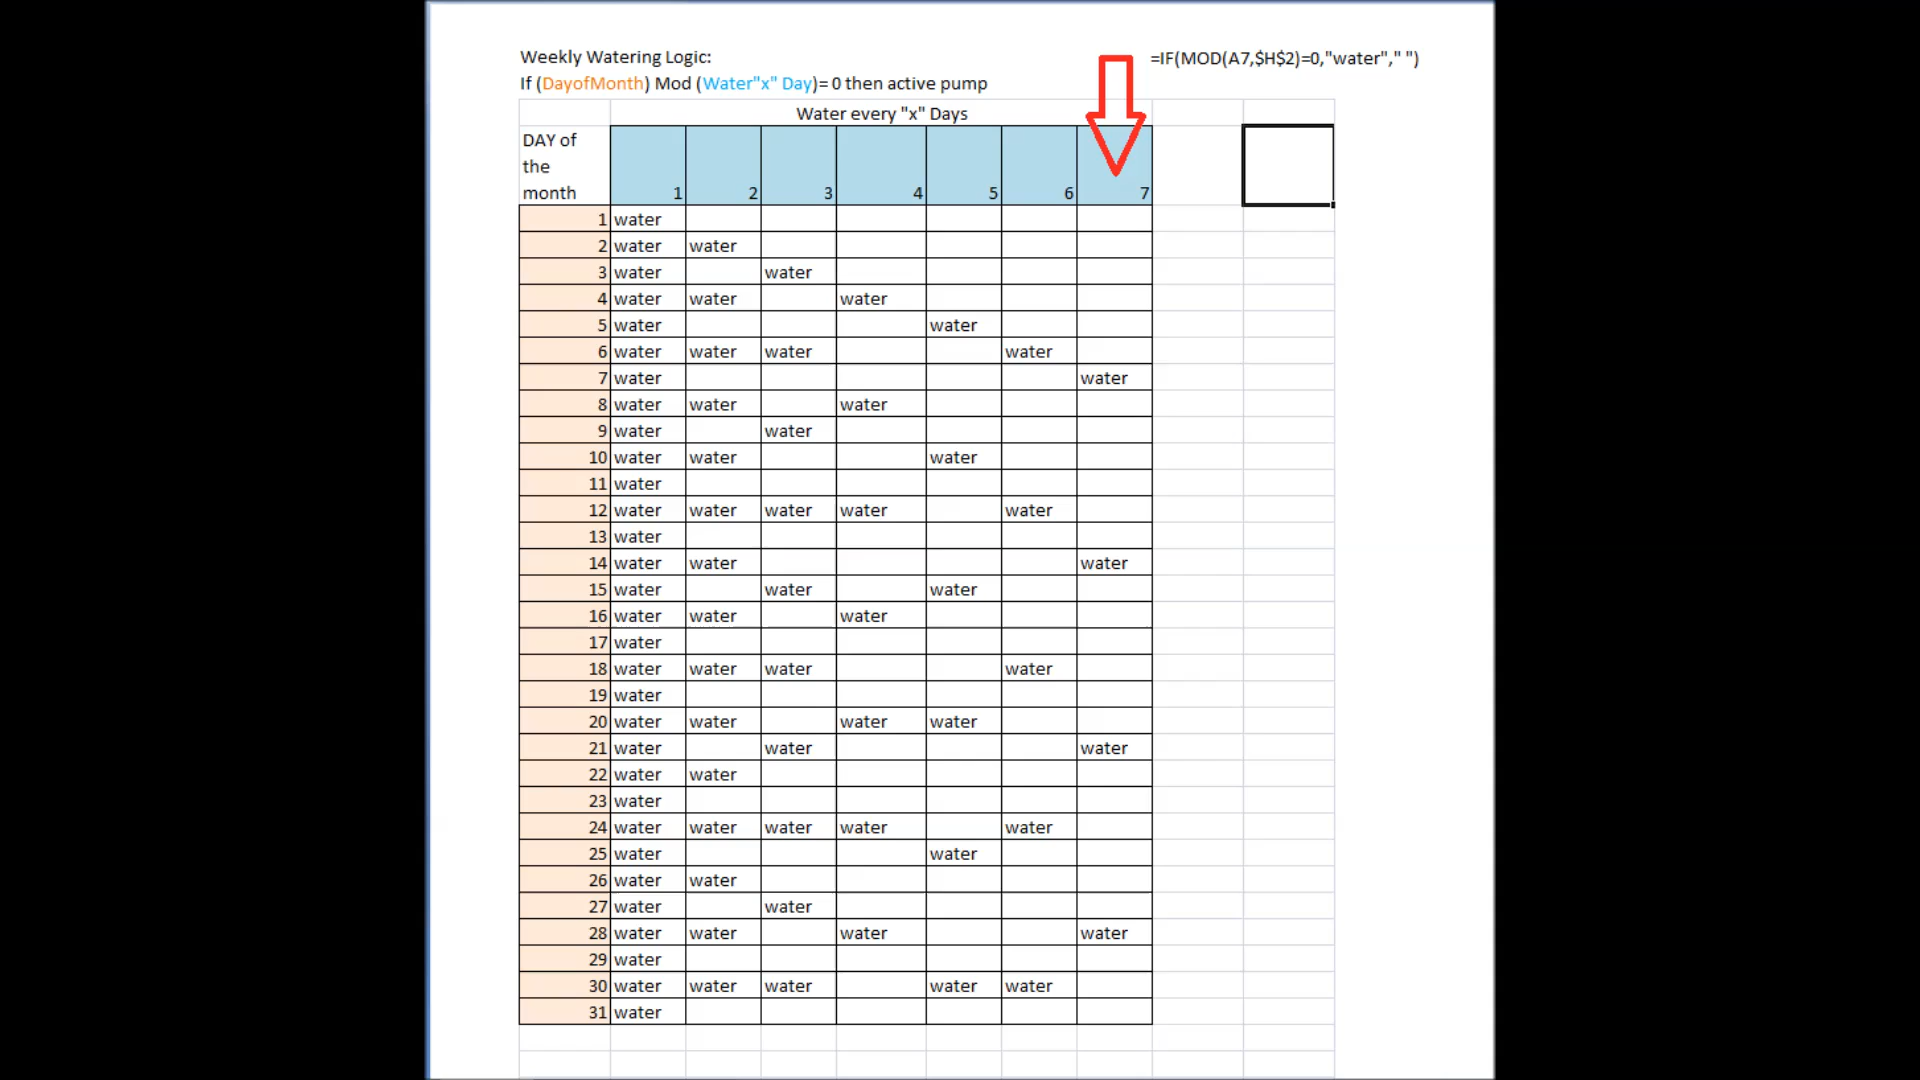 Weekly Watering Logic:
=IF(MOD(A7,$H$2)=0,"water"," ")
If (DayofMonth) Mod (Water"x" Day)= 0 then active pump
Water every "x" Days
DAY of
the
month 1 2 3 4 5 6 7
1 water
2 water water
3 water water
4 water water water
5 water water
6 water water water water
7 water water
8 water water water
9 water water
10 water water water
11 water
12 water water water water water
13 water
14 water water water
15 water water water
16 water water water
17 water
18 water water water water
19 water
20 water water water water
21 water water water
22 water water
23 water
24 water water water water water
25 water water
26 water water
27 water water
28 water water water water
29 water
30 water water water water water
31 water